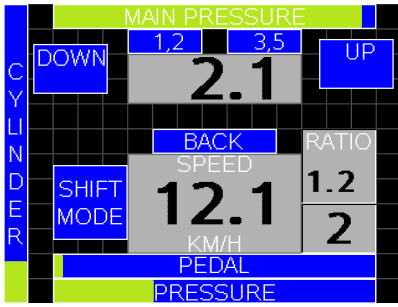 MAIN PRESSURE
1,2 3,5
DOWN
UP
2.1
CYLINDER
BACK
RATIO
SPEED
1.2
SHIFT
MODE
12.1
2
KM/H
PEDAL
PRESSURE